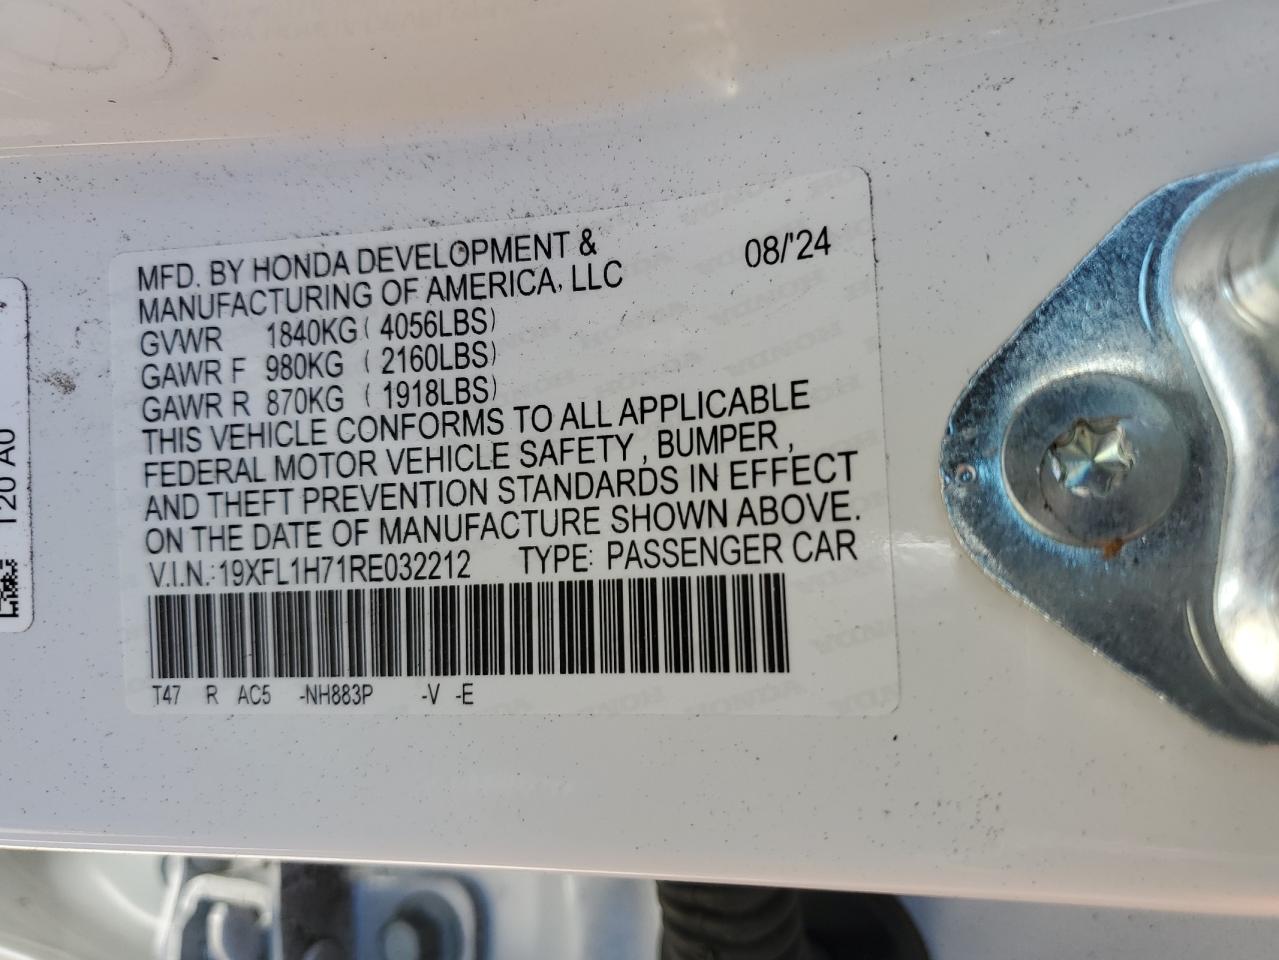 MFD. BY HONDA DEVELOPMENT & 08/'24
MANUFACTURING OF AMERICA, LLC
GVWR 1840KG ( 4056LBS)
GAWR F 980KG ( 2160LBS)
GAWR R 870KG ( 1918LBS)
THIS VEHICLE CONFORMS TO ALL APPLICABLE
FEDERAL MOTOR VEHICLE SAFETY , BUMPER ,
AND THEFT PREVENTION STANDARDS IN EFFECT
ON THE DATE OF MANUFACTURE SHOWN ABOVE.
V.I.N.:19XFL1H71RE032212 TYPE: PASSENGER CAR
T47 R AC5 -NH883P -V -E
T20 A0